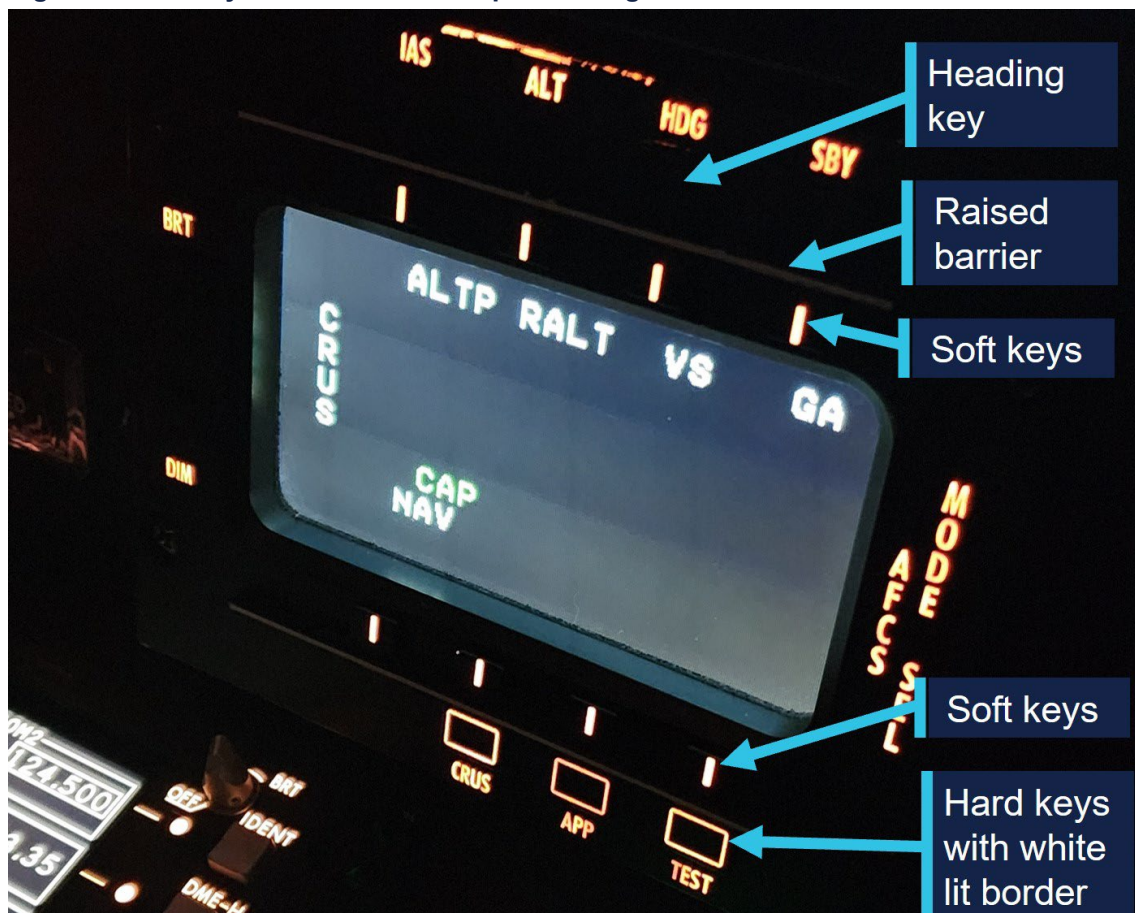 IAS
ALT
HDG
SBY
Heading
key
Raised
barrier
Soft keys
BRT
ALTP RALT VS GA
CRUS
CAP
NAV
DIM
MODE
AFCS SEL
Soft keys
Hard keys
with white
lit border
CRUS
APP
TEST
124.500
OFF
BRT
IDENT
.35